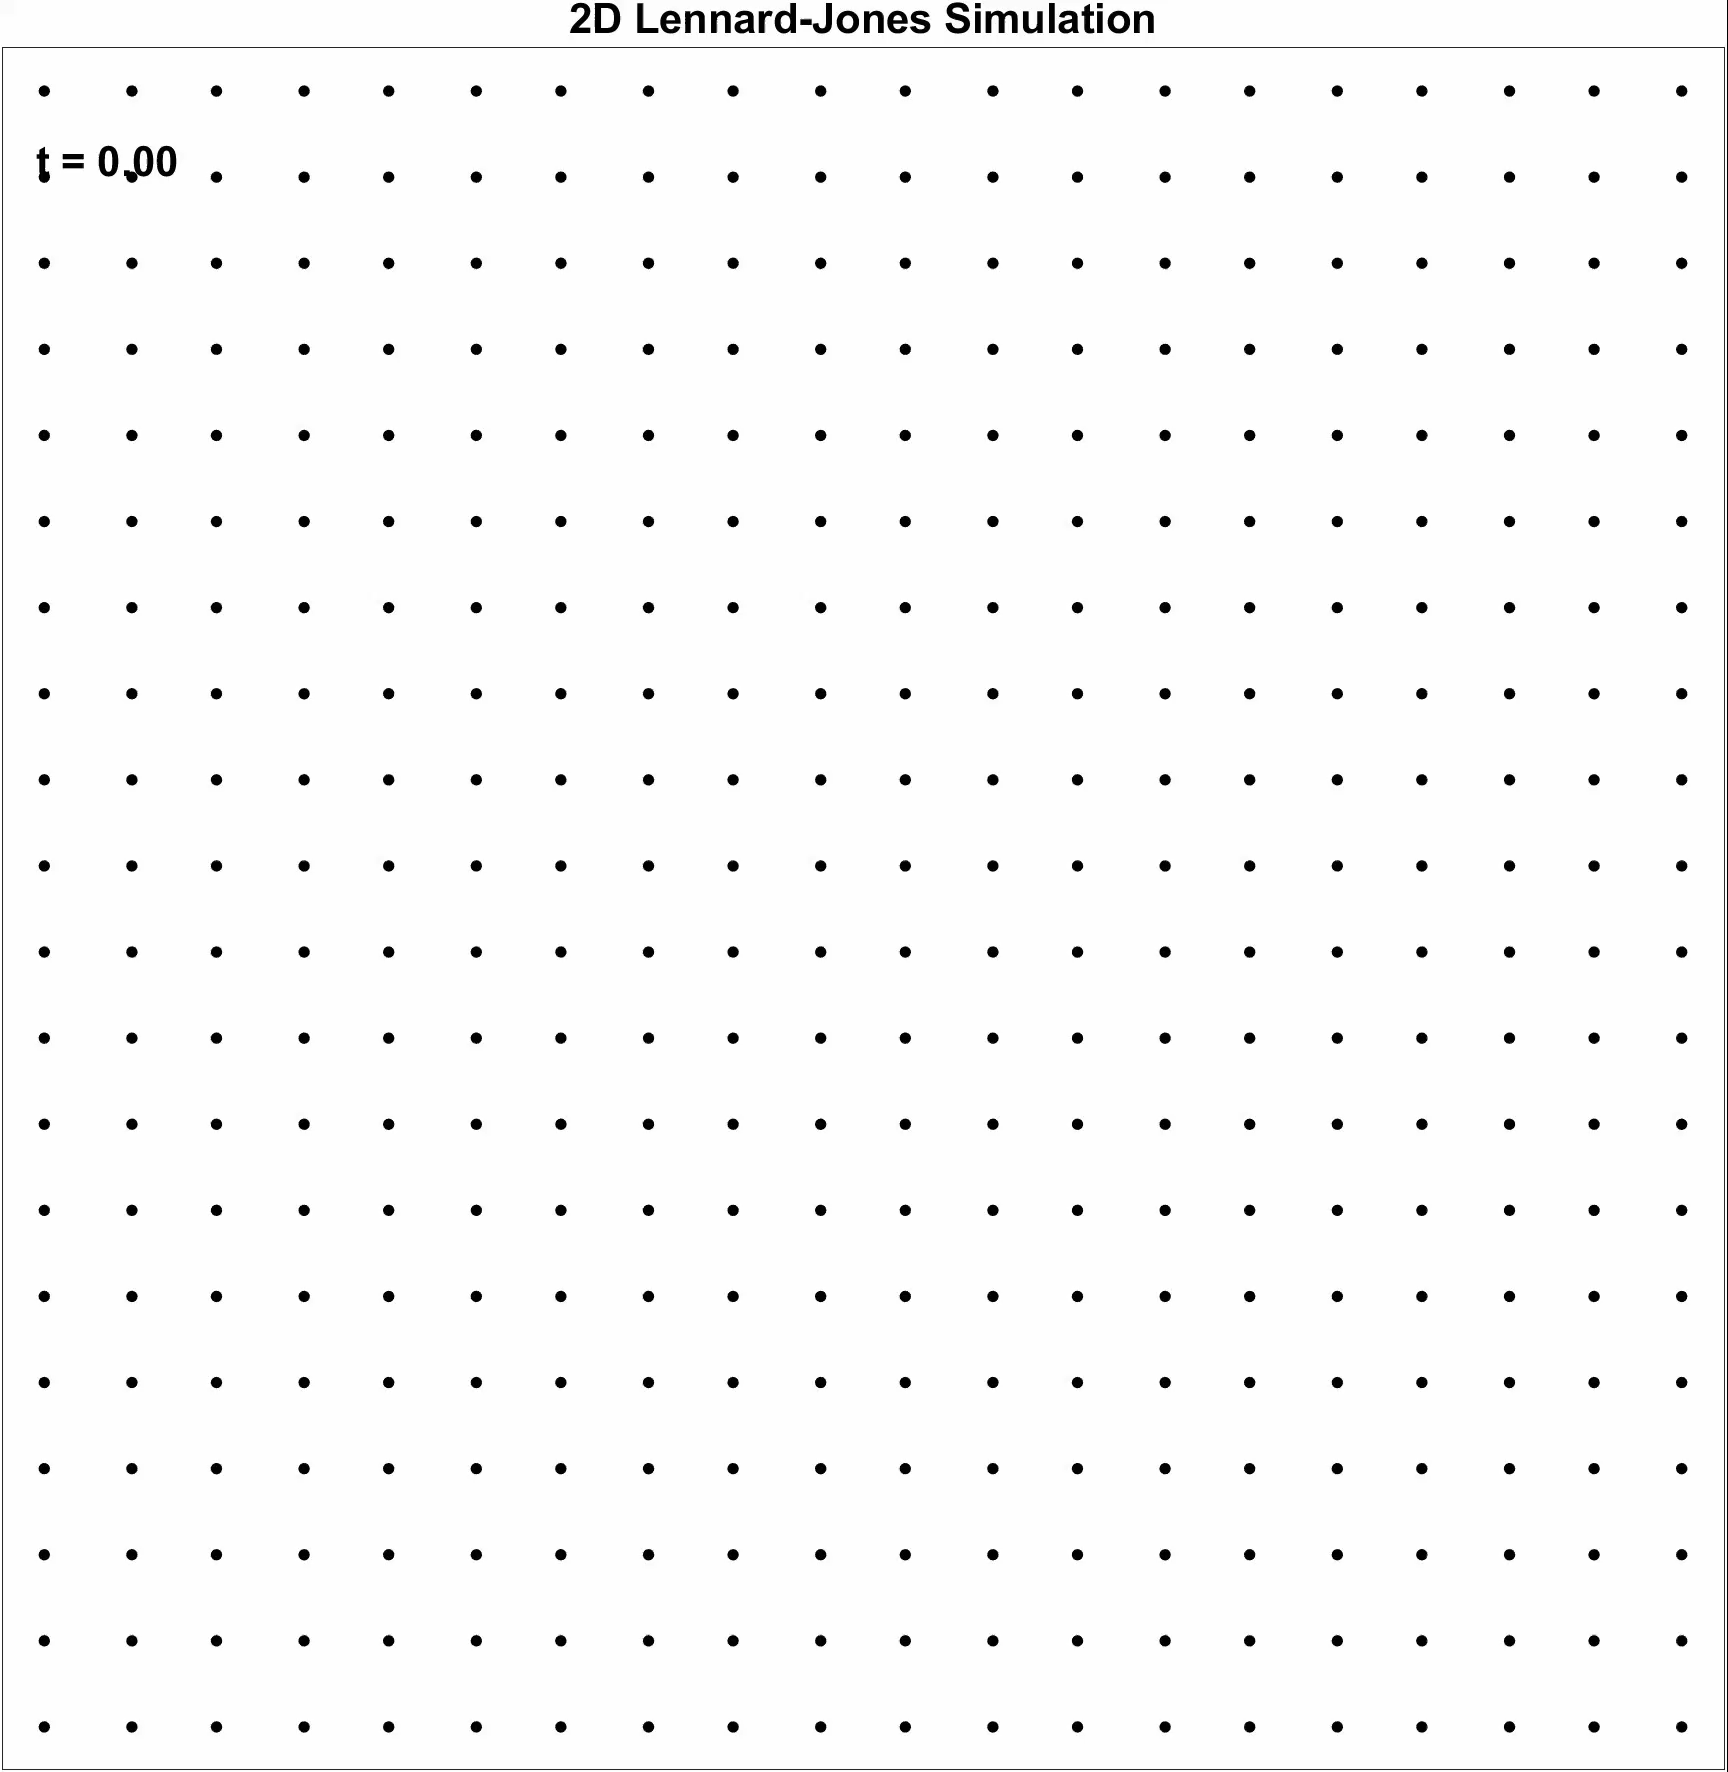 2D Lennard-Jones Simulation
t = 0.00